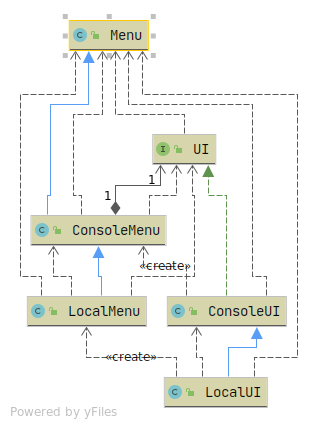 C Menu
I UI
1
1
C ConsoleMenu
«create»
C LocalMenu
C ConsoleUI
«create»
C LocalUI
Powered by yFiles